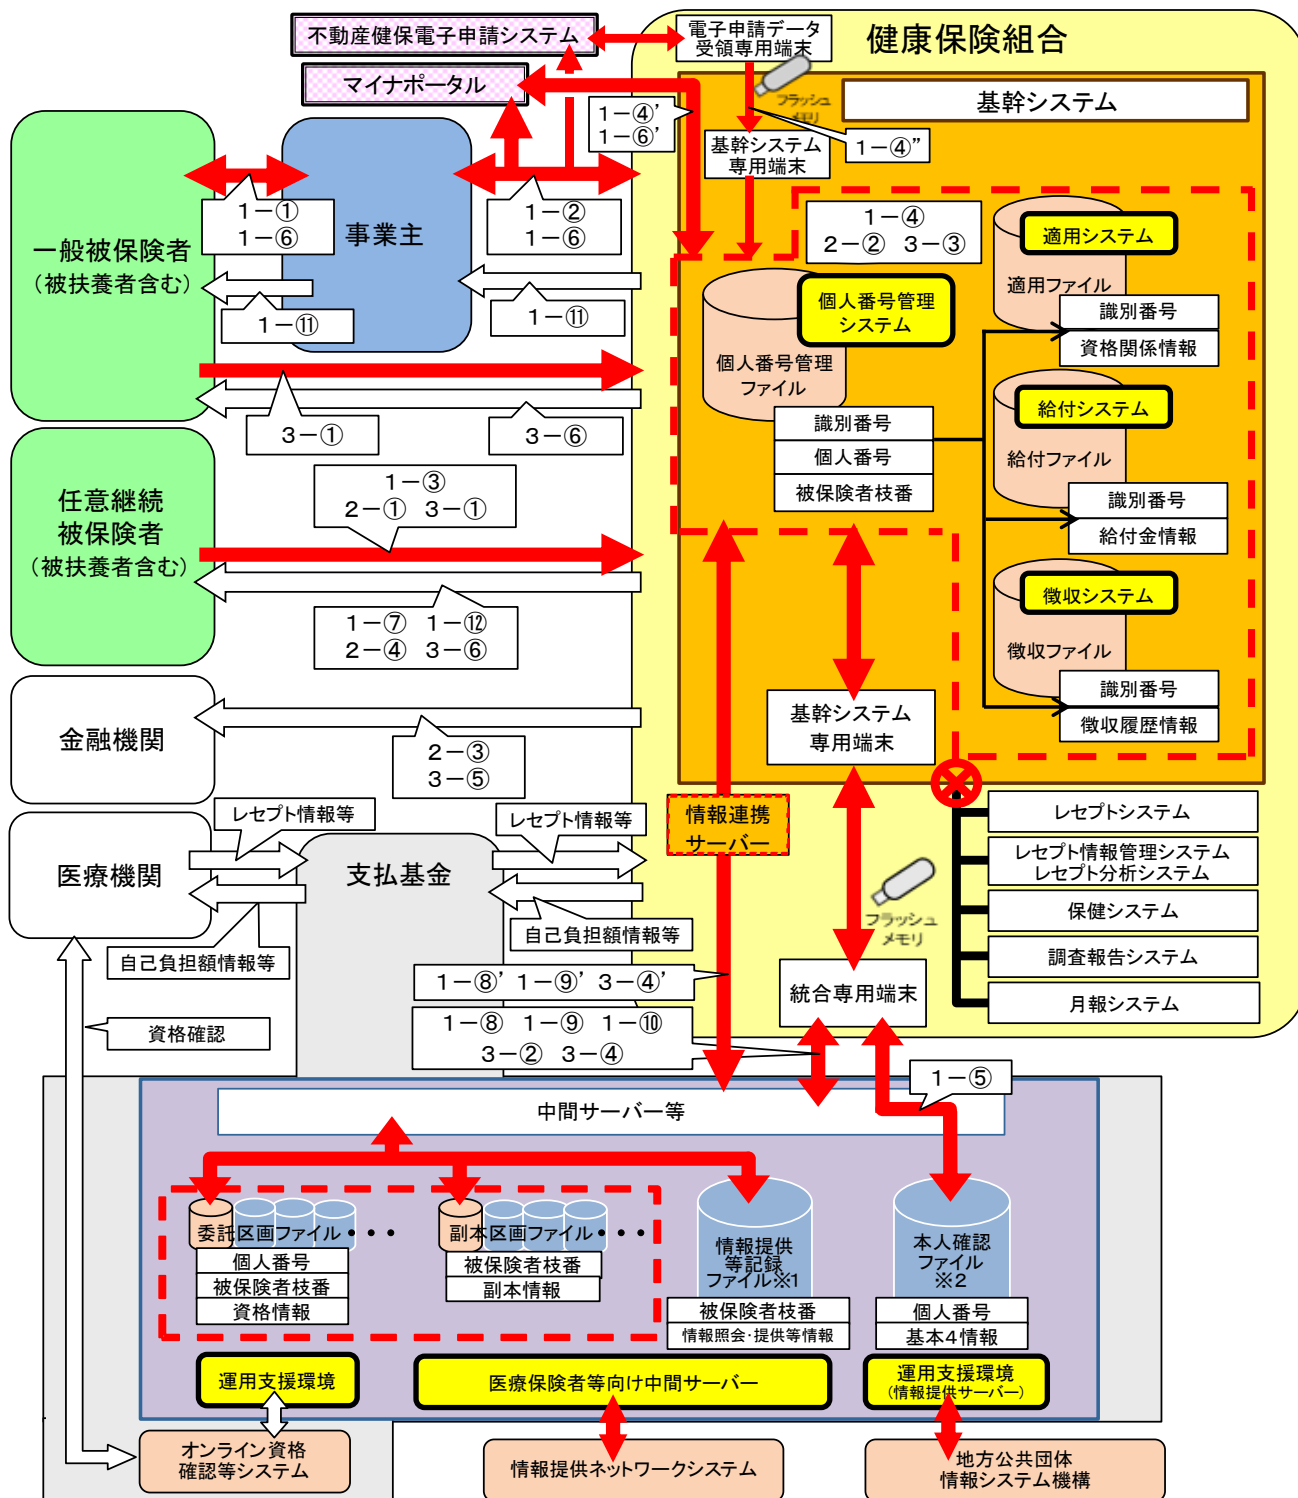 不動産健保電子申請システム
マイナポータル
電子申請データ
受領専用端末
健康保険組合
フラッシュ
メモリ
基幹システム
1－④’
1－⑥’
基幹システム
専用端末
1－④”
1－①
1－⑥
事業主
1－②
1－⑥
一般被保険者
（被扶養者含む）
1－⑪
1－⑪
1－④
2－②　3－③
適用システム
適用ファイル
識別番号
資格関係情報
個人番号管理
システム
個人番号管理
ファイル
識別番号
個人番号
被保険者枝番
給付システム
給付ファイル
識別番号
給付金情報
3－①
3－⑥
任意継続
被保険者
（被扶養者含む）
1－③
2－①　3－①
1－⑦　1－⑫
2－④　3－⑥
徴収システム
徴収ファイル
識別番号
徴収履歴情報
金融機関
2－③
3－⑤
基幹システム
専用端末
医療機関
レセプト情報等
支払基金
レセプト情報等
情報連携
サーバー
自己負担額情報等
自己負担額情報等
フラッシュ
メモリ
レセプトシステム
レセプト情報管理システム
レセプト分析システム
保健システム
調査報告システム
月報システム
統合専用端末
1－⑧’ 1－⑨’ 3－④’
1－⑧　1－⑨　1－⑩
3－②　3－④
資格確認
1－⑤
中間サーバー等
委託区画ファイル・・・
個人番号
被保険者枝番
資格情報
副本区画ファイル・・・
被保険者枝番
副本情報
情報提供
等記録
ファイル※1
被保険者枝番
情報照会・提供等情報
本人確認
ファイル
※2
個人番号
基本4情報
運用支援環境
医療保険者等向け中間サーバー
運用支援環境
（情報提供サーバー）
オンライン資格
確認等システム
情報提供ネットワークシステム
地方公共団体
情報システム機構